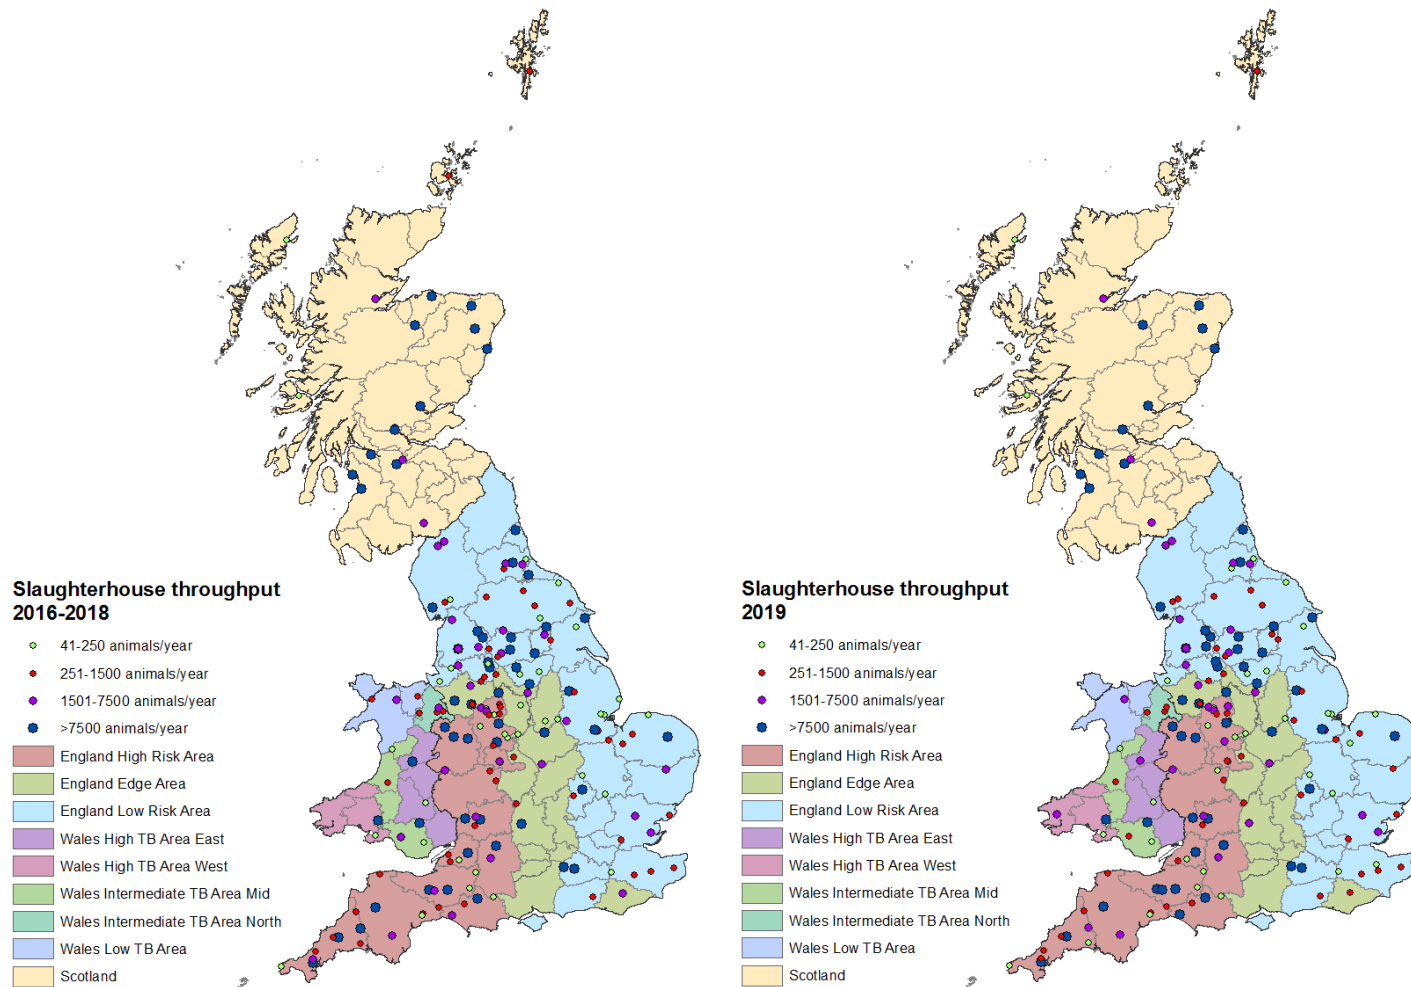 Slaughterhouse throughput
2016-2018
41-250 animals/year
251-1500 animals/year
1501-7500 animals/year
>7500 animals/year
England High Risk Area
England Edge Area
England Low Risk Area
Wales High TB Area East
Wales High TB Area West
Wales Intermediate TB Area Mid
Wales Intermediate TB Area North
Wales Low TB Area
Scotland
Slaughterhouse throughput
2019
41-250 animals/year
251-1500 animals/year
1501-7500 animals/year
>7500 animals/year
England High Risk Area
England Edge Area
England Low Risk Area
Wales High TB Area East
Wales High TB Area West
Wales Intermediate TB Area Mid
Wales Intermediate TB Area North
Wales Low TB Area
Scotland